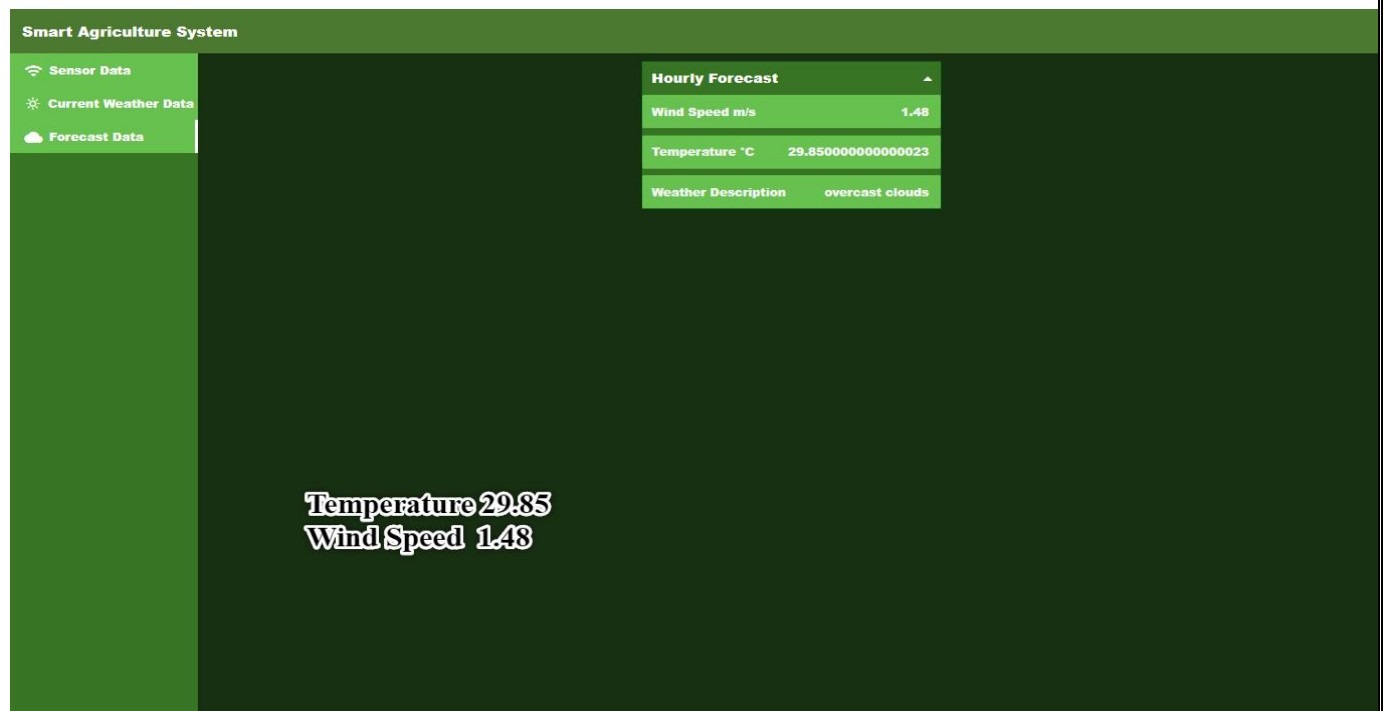 Smart Agriculture System
Sensor Data
Current Weather Data
Forecast Data
Hourly Forecast
Wind Speed m/s 1.48
Temperature °C 29.850000000000023
Weather Description overcast clouds
Temperature 29.85
Wind Speed 1.48